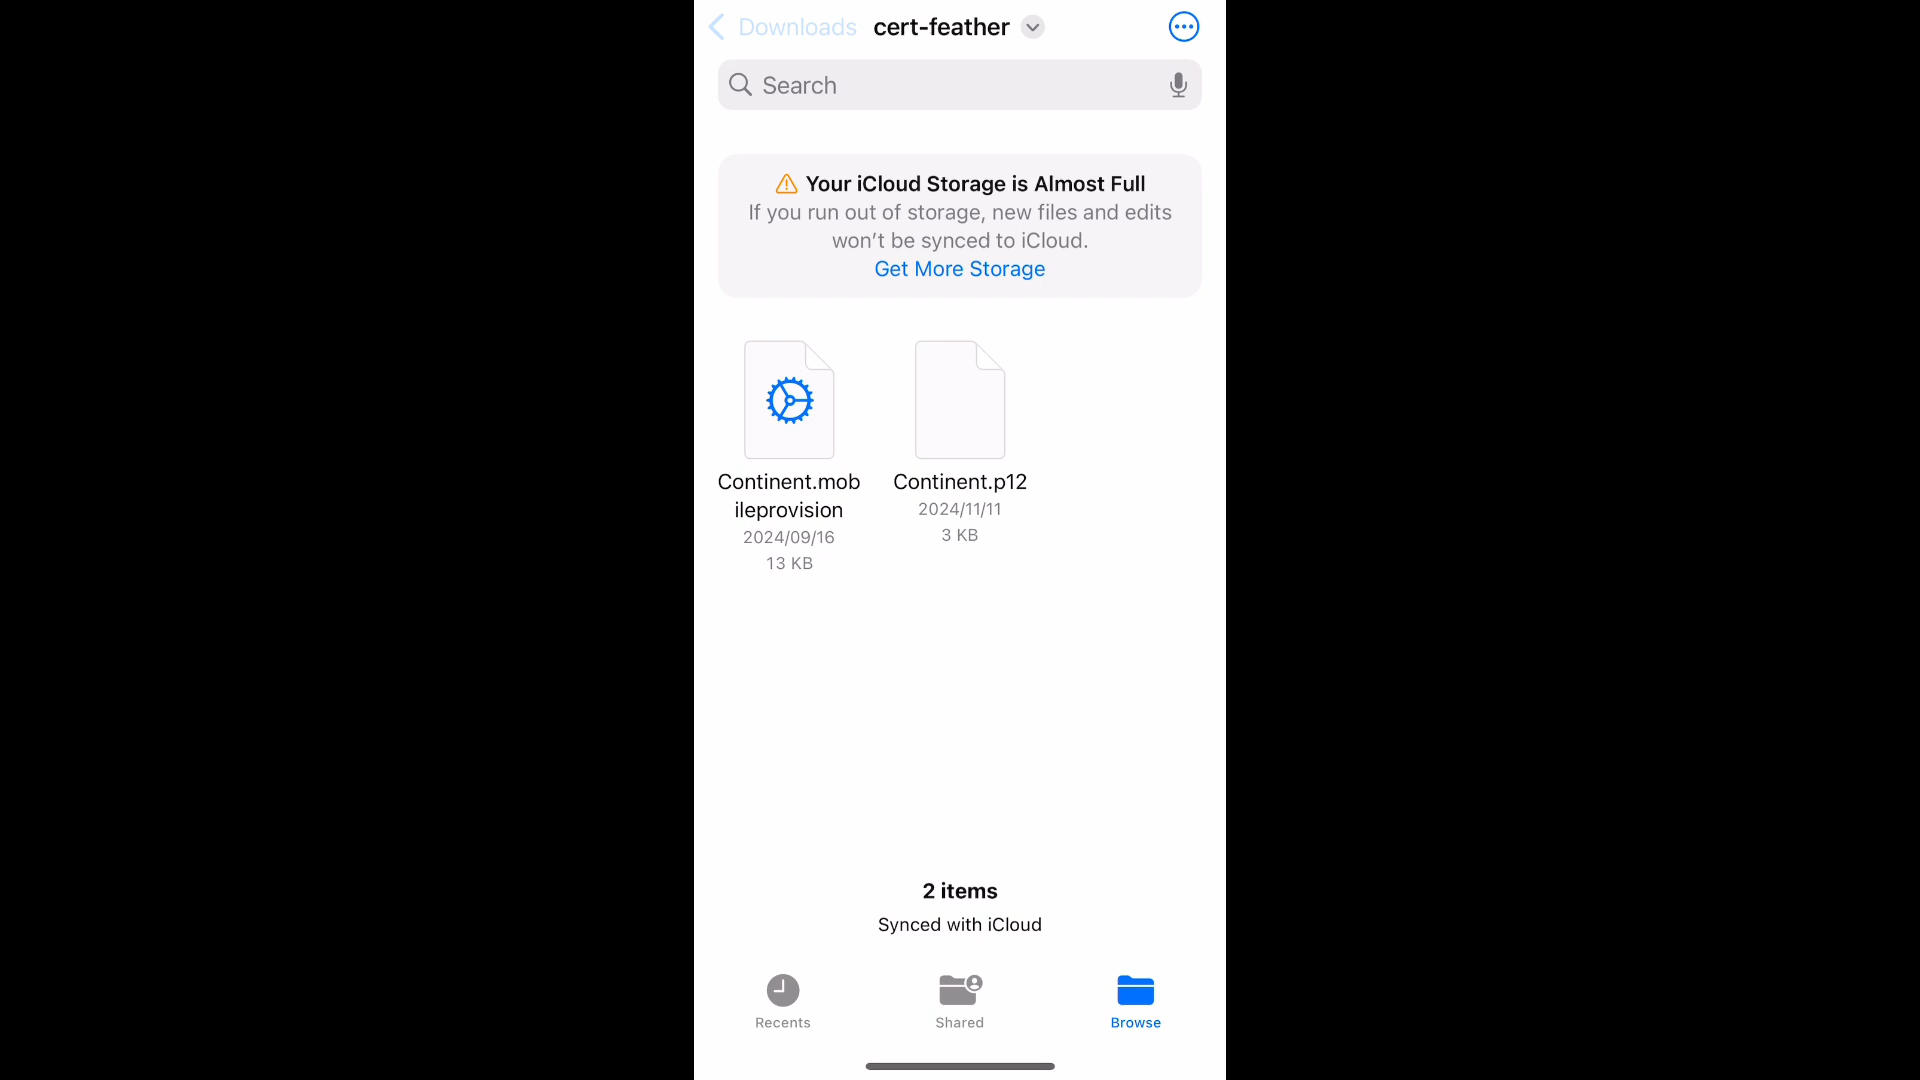 Downloads cert-feather
Search
Your iCloud Storage is Almost Full
If you run out of storage, new files and edits
won't be synced to iCloud.
Get More Storage
Continent.mob
ileprovision
2024/09/16
13 KB
Continent.p12
2024/11/11
3 KB
2 items
Synced with iCloud
Recents
Shared
Browse